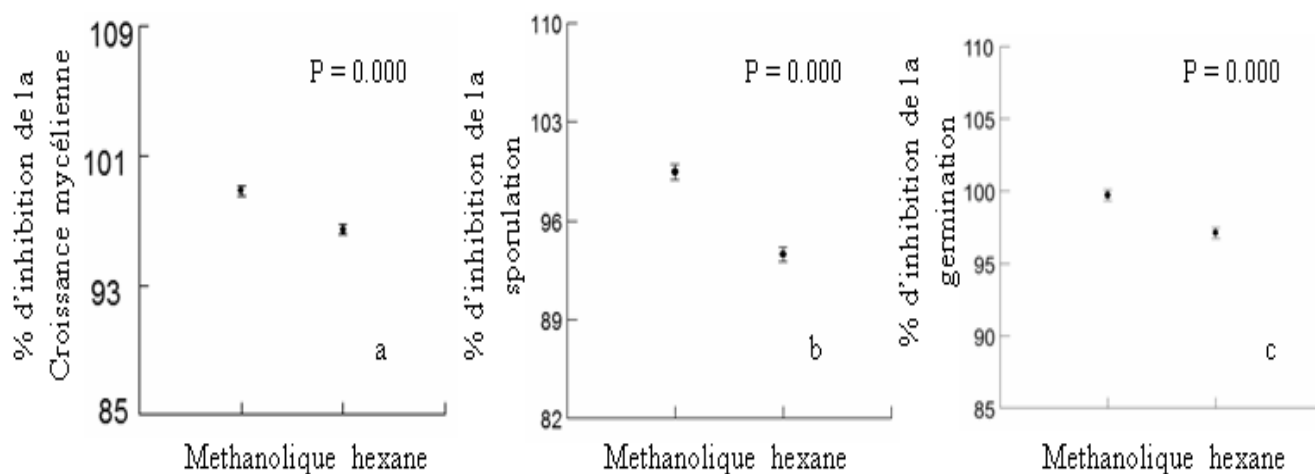 % d'inhibition de la
Croissance mycélienne
109
101
93
85
P = 0.000
a
Methanolique hexane
% d'inhibition de la
sporulation
110
103
96
89
82
P = 0.000
b
Methanolique hexane
% d'inhibition de la
germination
110
105
100
95
90
85
P = 0.000
c
Methanolique hexane